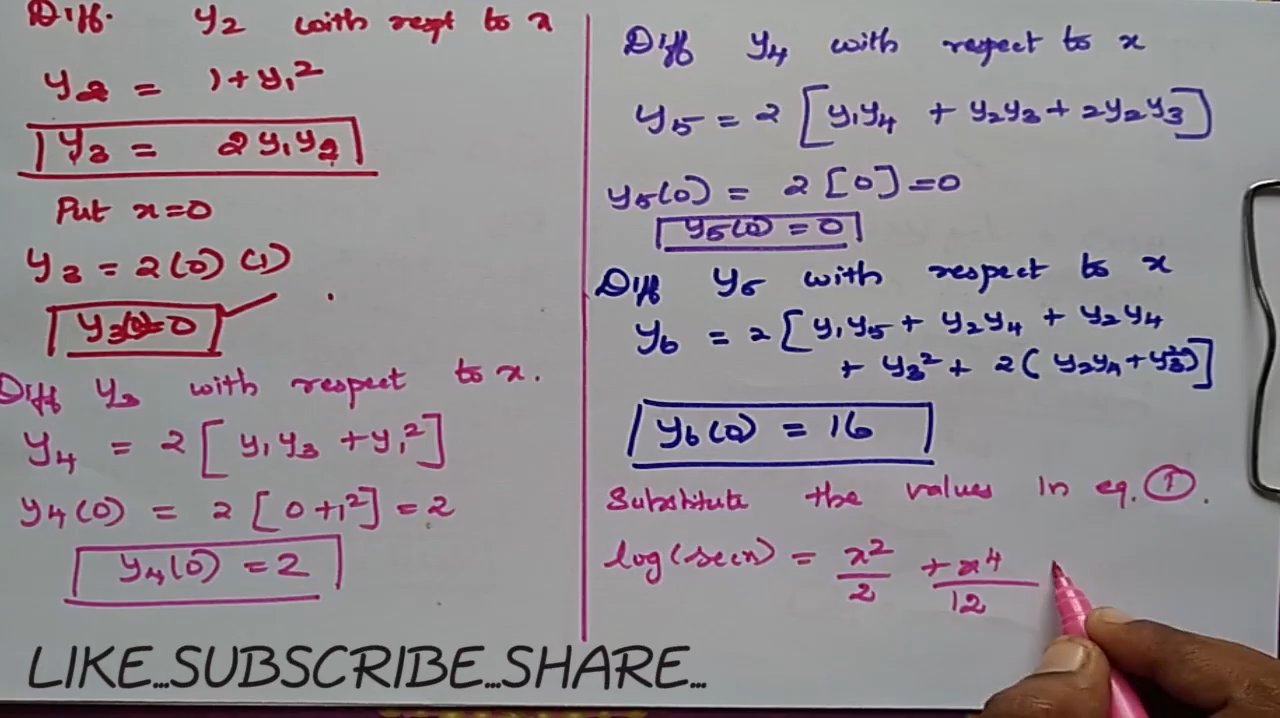 Diff. y2 with respt to x
y2 = 1 + y1²
y3 = 2y1y2
Put x=0
y3 = 2(0) (1)
y3(0)=0
Diff y3 with respect to x.
y4 = 2 [ y1 y3 + y1² ]
y4(0) = 2 [ 0+1² ] = 2
y4(0) = 2
Diff y4 with respect to x
y5 = 2 [ y1y4 + y2y3 + 2y2y3 ]
y5(0) = 2 [0] = 0
y5(0) = 0
Diff y5 with respect to x
y6 = 2 [ y1y5 + y2y4 + y2y4
+ y3² + 2( y2y4 + y3²) ]
y6(0) = 16
Substitute the values in eq. ①.
log(secx) = x²/2 + x⁴/12
LIKE...SUBSCRIBE...SHARE...